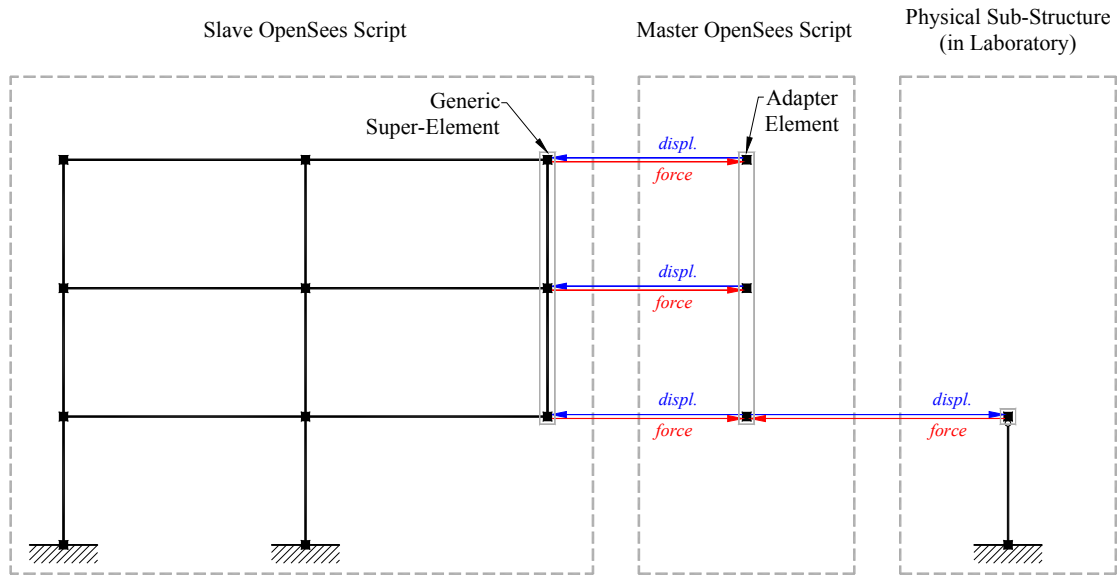 Slave OpenSees Script
Master OpenSees Script
Physical Sub-Structure
(in Laboratory)
Generic
Super-Element
Adapter
Element
displ.
force
displ.
force
displ.
force
displ.
force